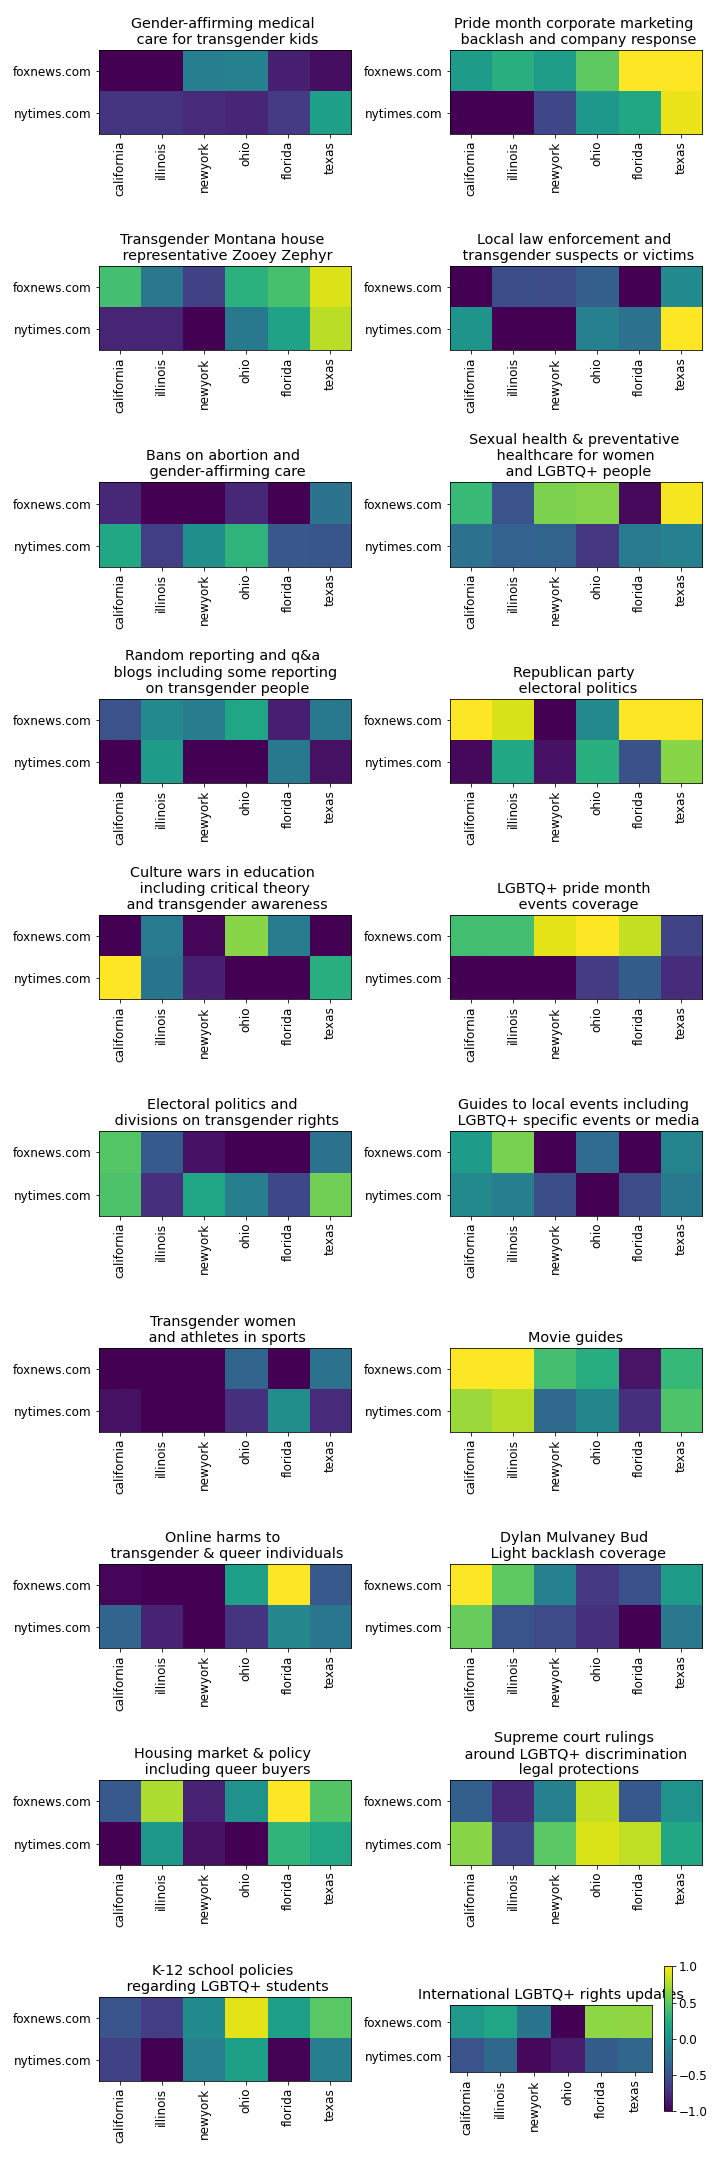 Gender-affirming medical
care for transgender kids
foxnews.com
nytimes.com
california
illinois
newyork
ohio
florida
texas
Pride month corporate marketing
backlash and company response
foxnews.com
nytimes.com
california
illinois
newyork
ohio
florida
texas
Transgender Montana house
representative Zooey Zephyr
foxnews.com
nytimes.com
california
illinois
newyork
ohio
florida
texas
Local law enforcement and
transgender suspects or victims
foxnews.com
nytimes.com
california
illinois
newyork
ohio
florida
texas
Bans on abortion and
gender-affirming care
foxnews.com
nytimes.com
california
illinois
newyork
ohio
florida
texas
Sexual health & preventative
healthcare for women
and LGBTQ+ people
foxnews.com
nytimes.com
california
illinois
newyork
ohio
florida
texas
Random reporting and q&a
blogs including some reporting
on transgender people
foxnews.com
nytimes.com
california
illinois
newyork
ohio
florida
texas
Republican party
electoral politics
foxnews.com
nytimes.com
california
illinois
newyork
ohio
florida
texas
Culture wars in education
including critical theory
and transgender awareness
foxnews.com
nytimes.com
california
illinois
newyork
ohio
florida
texas
LGBTQ+ pride month
events coverage
foxnews.com
nytimes.com
california
illinois
newyork
ohio
florida
texas
Electoral politics and
divisions on transgender rights
foxnews.com
nytimes.com
california
illinois
newyork
ohio
florida
texas
Guides to local events including
LGBTQ+ specific events or media
foxnews.com
nytimes.com
california
illinois
newyork
ohio
florida
texas
Transgender women
and athletes in sports
foxnews.com
nytimes.com
california
illinois
newyork
ohio
florida
texas
Movie guides
foxnews.com
nytimes.com
california
illinois
newyork
ohio
florida
texas
Online harms to
transgender & queer individuals
foxnews.com
nytimes.com
california
illinois
newyork
ohio
florida
texas
Dylan Mulvaney Bud
Light backlash coverage
foxnews.com
nytimes.com
california
illinois
newyork
ohio
florida
texas
Housing market & policy
including queer buyers
foxnews.com
nytimes.com
california
illinois
newyork
ohio
florida
texas
Supreme court rulings
around LGBTQ+ discrimination
legal protections
foxnews.com
nytimes.com
california
illinois
newyork
ohio
florida
texas
K-12 school policies
regarding LGBTQ+ students
foxnews.com
nytimes.com
california
illinois
newyork
ohio
florida
texas
International LGBTQ+ rights updates
foxnews.com
nytimes.com
california
illinois
newyork
ohio
florida
texas
1.0
0.5
0.0
−0.5
−1.0